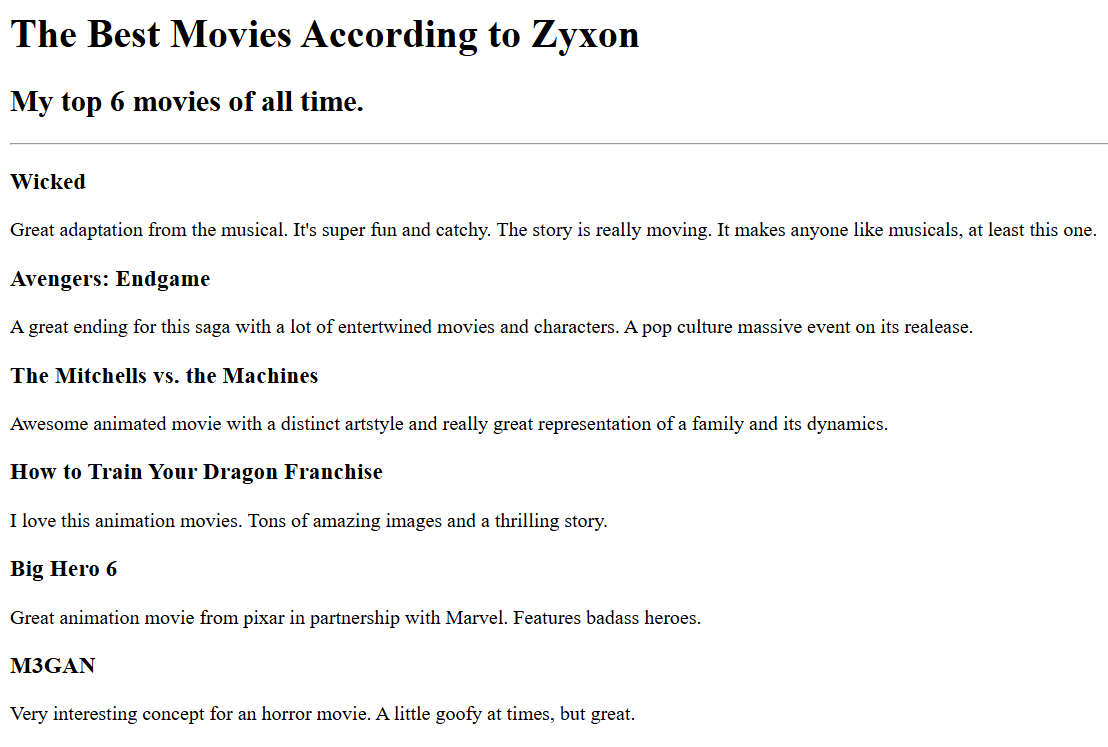 The Best Movies According to Zyxon
My top 6 movies of all time.
Wicked
Great adaptation from the musical. It's super fun and catchy. The story is really moving. It makes anyone like musicals, at least this one.
Avengers: Endgame
A great ending for this saga with a lot of entertwined movies and characters. A pop culture massive event on its realease.
The Mitchells vs. the Machines
Awesome animated movie with a distinct artstyle and really great representation of a family and its dynamics.
How to Train Your Dragon Franchise
I love this animation movies. Tons of amazing images and a thrilling story.
Big Hero 6
Great animation movie from pixar in partnership with Marvel. Features badass heroes.
M3GAN
Very interesting concept for an horror movie. A little goofy at times, but great.